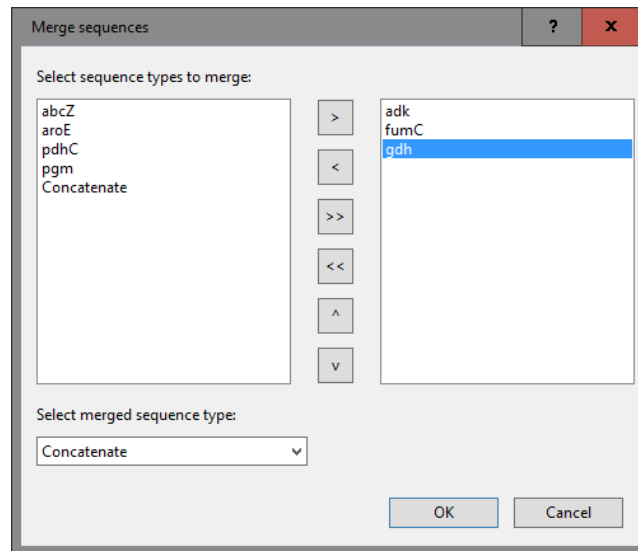 Merge sequences
?
x
Select sequence types to merge:
abcZ
aroE
pdhC
pgm
Concatenate
>
<
>>
<<
^
v
adk
fumC
gdh
Select merged sequence type:
Concatenate
OK
Cancel